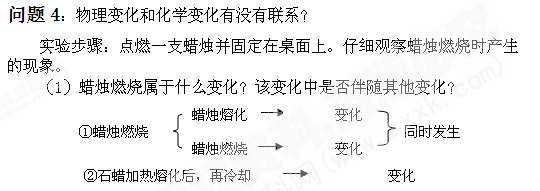 问题 4：物理变化和化学变化有没有联系？
实验步骤：点燃一支蜡烛并固定在桌面上。仔细观察蜡烛燃烧时产生
的现象。
（1）蜡烛燃烧属于什么变化？该变化中是否伴随其他变化？
蜡烛熔化 → 变化
①蜡烛燃烧 同时发生
蜡烛燃烧 → 变化
②石蜡加热熔化后，再冷却 → 变化